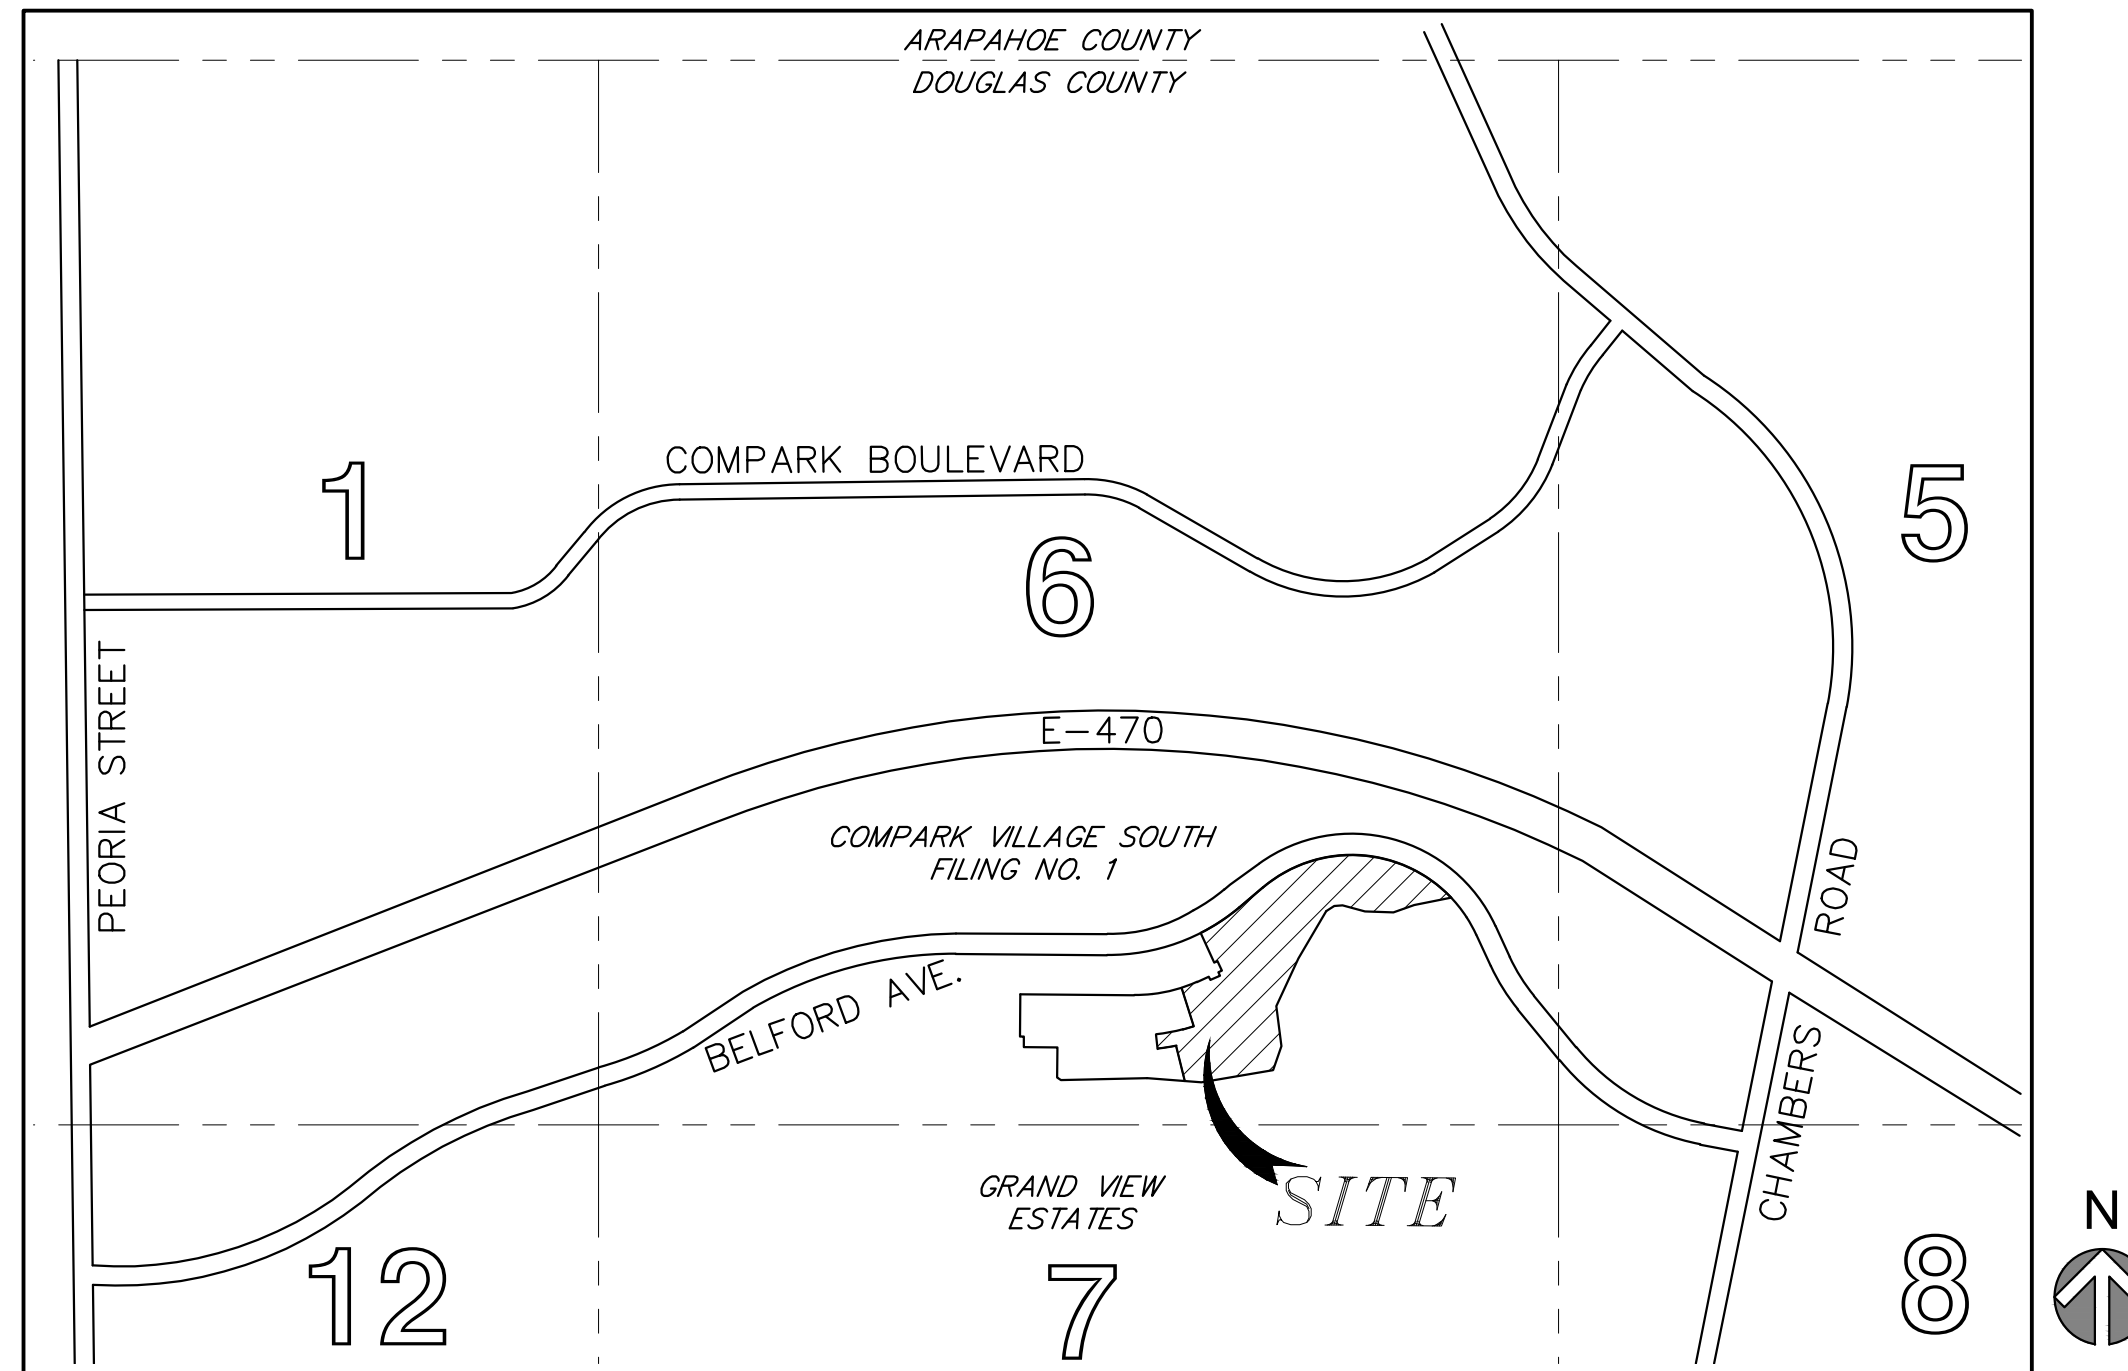 ARAPAHOE COUNTY
DOUGLAS COUNTY
COMPARK BOULEVARD
1
5
6
PEORIA STREET
E-470
COMPARK VILLAGE SOUTH
FILING NO. 1
ROAD
BELFORD AVE.
CHAMBERS
GRAND VIEW
ESTATES
SITE
N
12
7
8